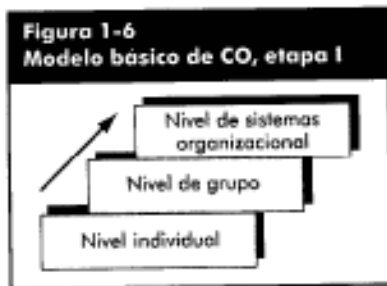 Figura 1-6
Modelo básico de CO, etapa I
Nivel de sistemas
organizacional
Nivel de grupo
Nivel individual